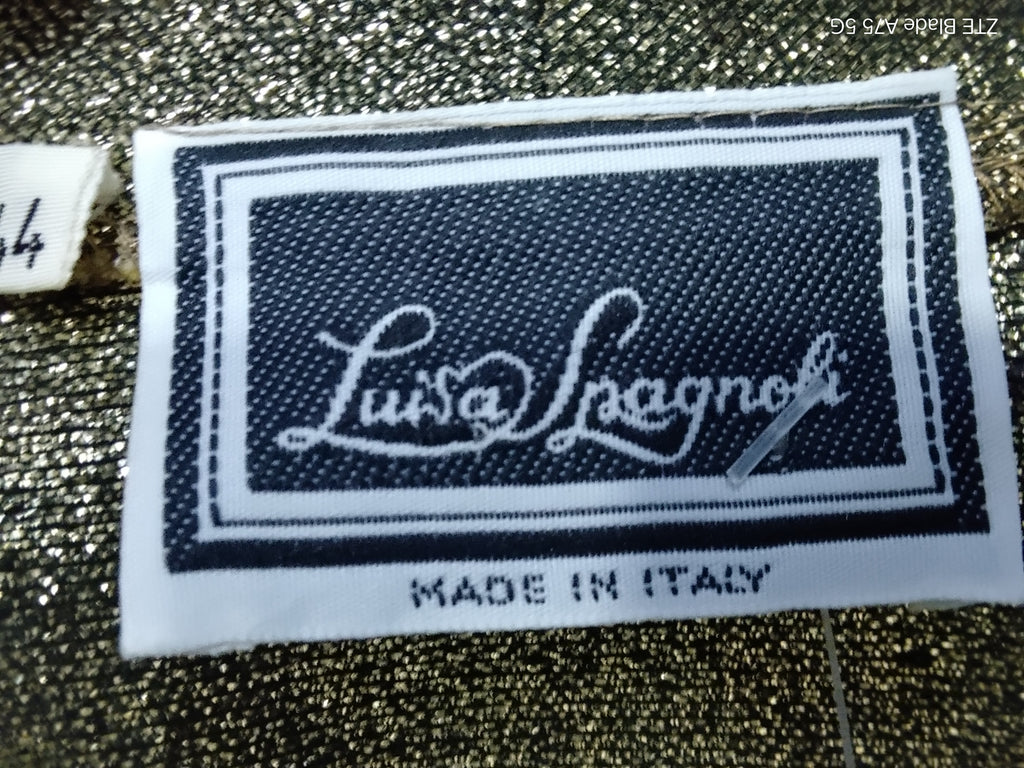 ZTE Blade A75 5G
44
Luisa Spagnoli
MADE IN ITALY